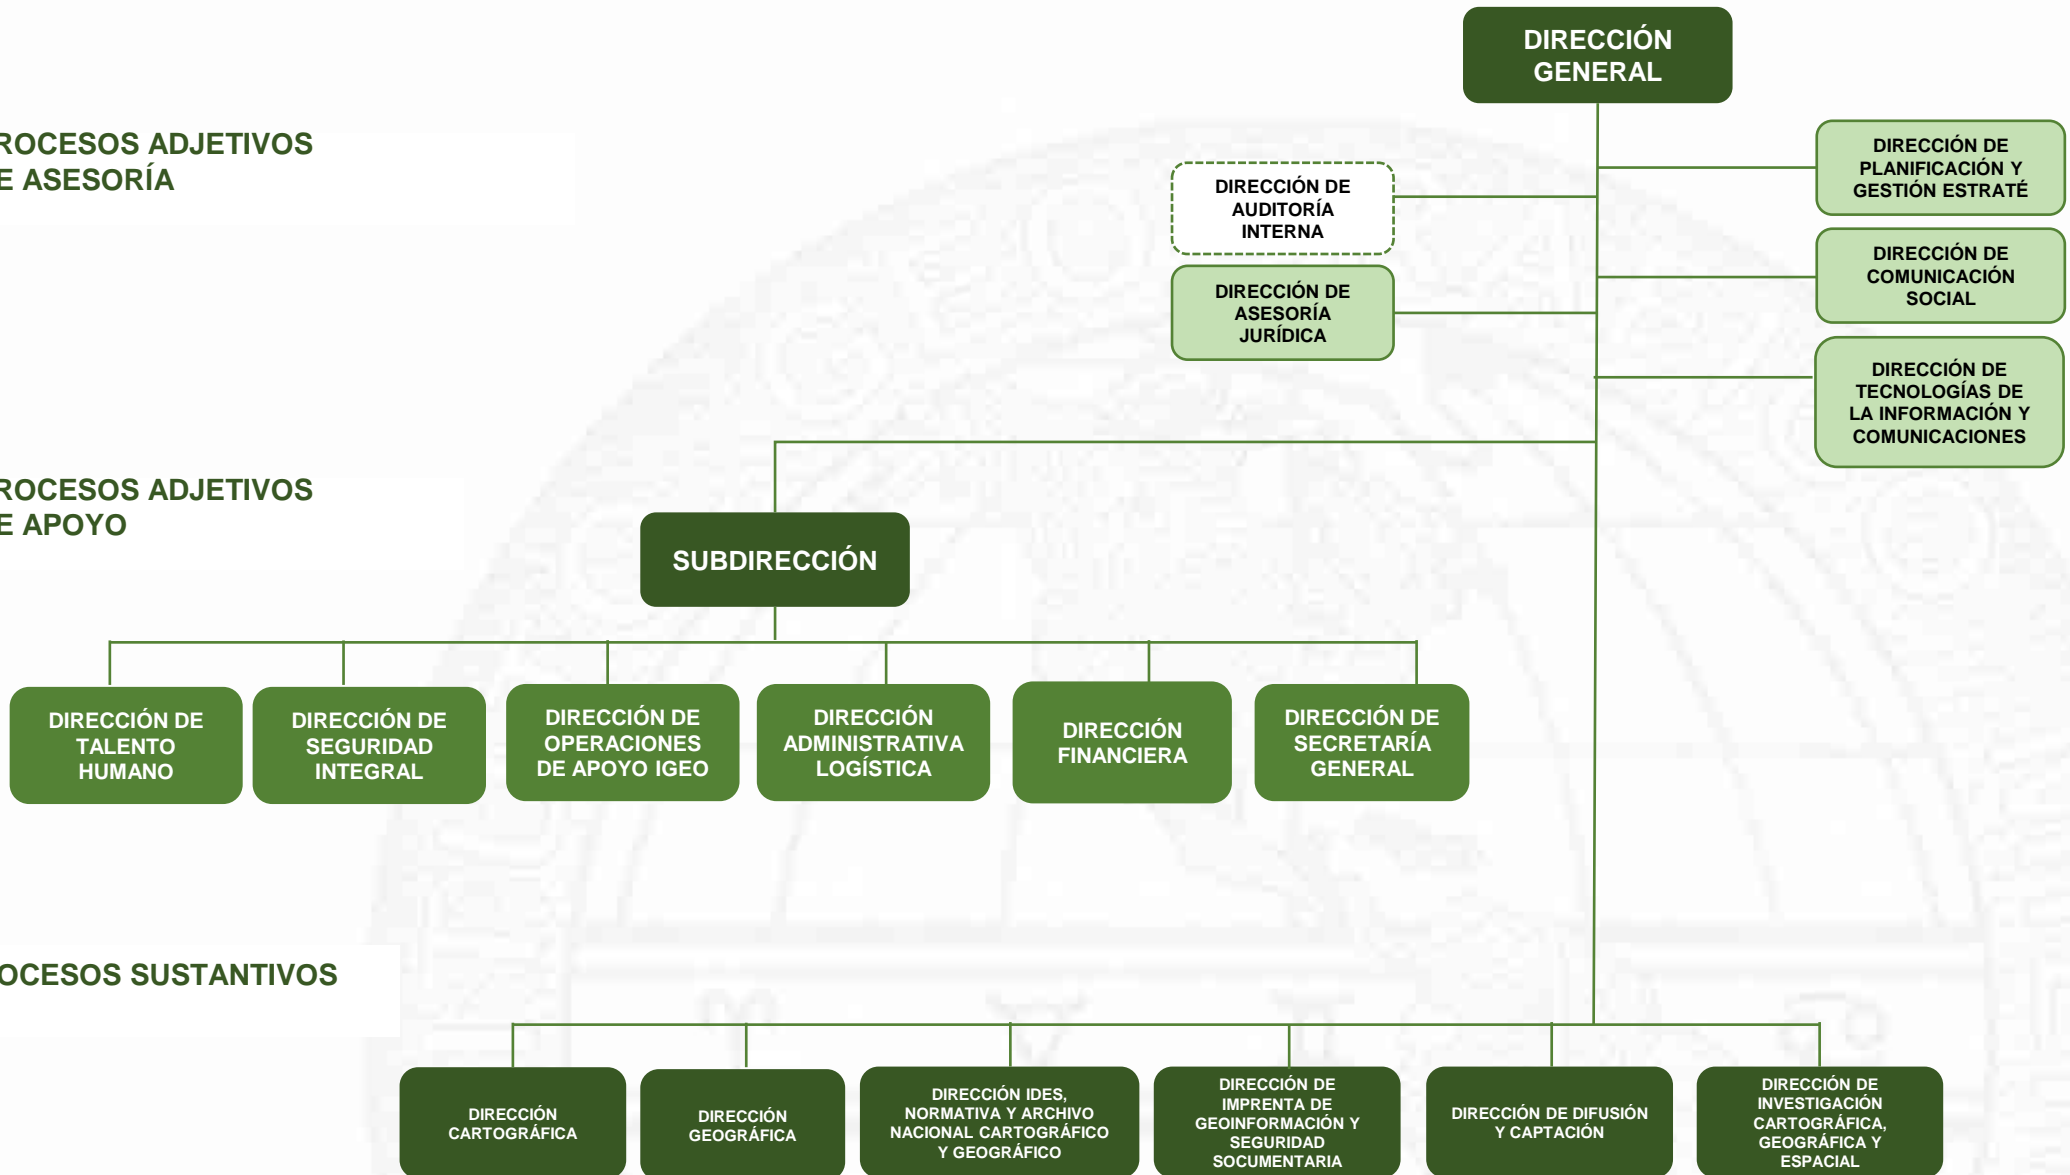 DIRECCIÓN
GENERAL
ROCESOS ADJETIVOS
E ASESORÍA
DIRECCIÓN DE
AUDITORÍA
INTERNA
DIRECCIÓN DE
ASESORÍA
JURÍDICA
DIRECCIÓN DE
PLANIFICACIÓN Y
GESTIÓN ESTRATÉ
DIRECCIÓN DE
COMUNICACIÓN
SOCIAL
DIRECCIÓN DE
TECNOLOGÍAS DE
LA INFORMACIÓN Y
COMUNICACIONES
ROCESOS ADJETIVOS
E APOYO
SUBDIRECCIÓN
DIRECCIÓN DE
TALENTO
HUMANO
DIRECCIÓN DE
SEGURIDAD
INTEGRAL
DIRECCIÓN DE
OPERACIONES
DE APOYO IGEO
DIRECCIÓN
ADMINISTRATIVA
LOGÍSTICA
DIRECCIÓN
FINANCIERA
DIRECCIÓN DE
SECRETARÍA
GENERAL
OCESOS SUSTANTIVOS
DIRECCIÓN
CARTOGRÁFICA
DIRECCIÓN
GEOGRÁFICA
DIRECCIÓN IDES,
NORMATIVA Y ARCHIVO
NACIONAL CARTOGRÁFICO
Y GEOGRÁFICO
DIRECCIÓN DE
IMPRENTA DE
GEOINFORMACIÓN Y
SEGURIDAD
SOCUMENTARIA
DIRECCIÓN DE DIFUSIÓN
Y CAPTACIÓN
DIRECCIÓN DE
INVESTIGACIÓN
CARTOGRÁFICA,
GEOGRÁFICA Y
ESPACIAL